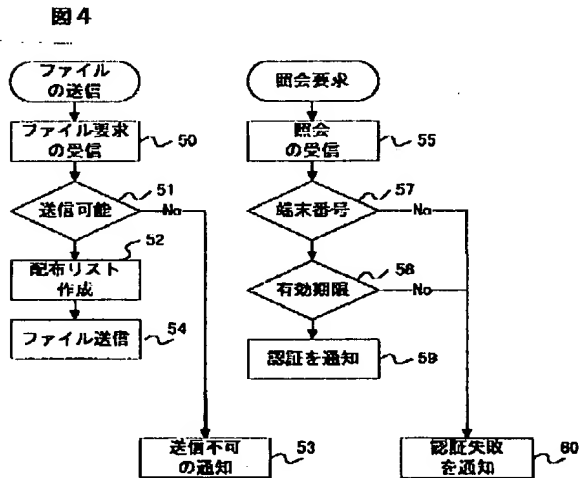 図４
ファイル
の送信
ファイル要求
の受信
50
送信可能
51
No
52
配布リスト
作成
ファイル送信
54
送信不可
の通知
53
照会要求
照会
の受信
55
端末番号
57
No
有効期限
58
No
認証を通知
59
認証失敗
を通知
60